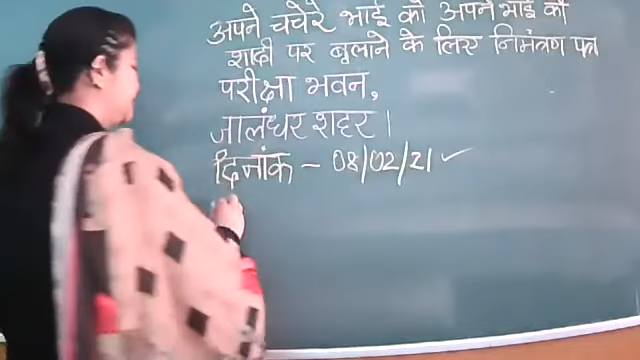 अपने चचेरे भाई को अपने भाई की
शादी पर बुलाने के लिए निमंत्रण पत्र
परीक्षा भवन,
जालंधर शहर।
दिनांक – 08/02/21